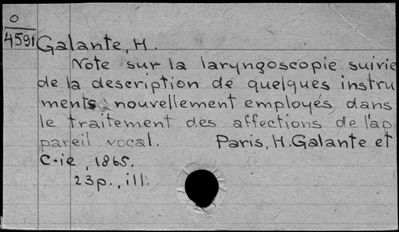 O
4591
Galante, H.
Note sur la laryngoscopie suivie
de la description de quelques instru
ments nouvellement employés dans
le traitement des affections de l'ap
pareil vocal. Paris, H. Galante et
C-ie, 1865.
23p., ill.